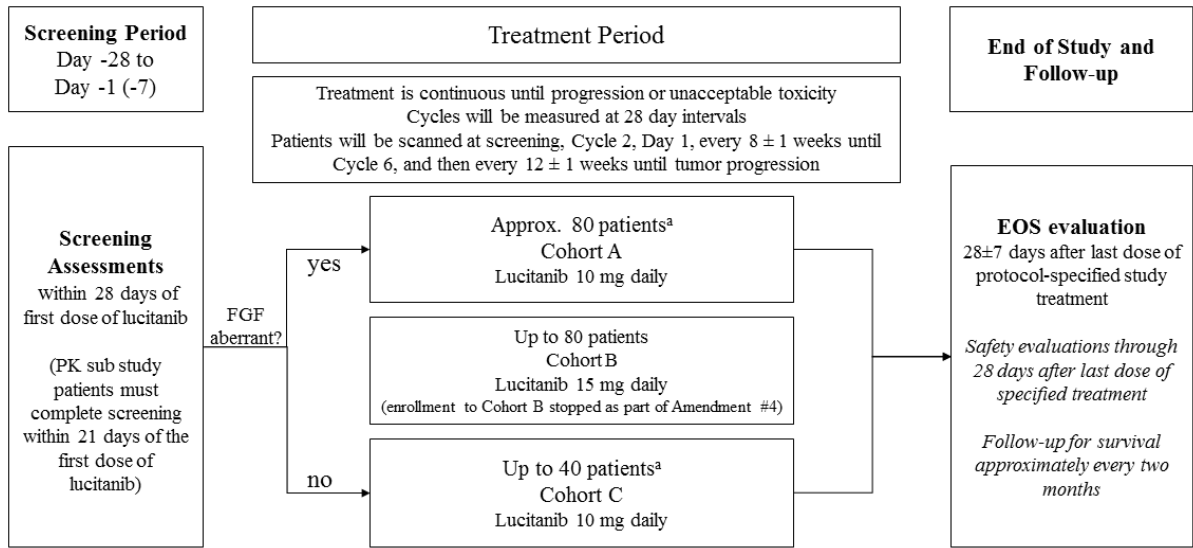 Screening Period
Day -28 to
Day -1 (-7)
Treatment Period
End of Study and
Follow-up
Treatment is continuous until progression or unacceptable toxicity
Cycles will be measured at 28 day intervals
Patients will be scanned at screening, Cycle 2, Day 1, every 8 ± 1 weeks until
Cycle 6, and then every 12 ± 1 weeks until tumor progression
Screening
Assessments
within 28 days of
first dose of lucitanib
(PK sub study
patients must
complete screening
within 21 days of the
first dose of
lucitanib)
FGF
aberrant?
yes
no
Approx. 80 patientsᵃ
Cohort A
Lucitanib 10 mg daily
Up to 80 patients
Cohort B
Lucitanib 15 mg daily
(enrollment to Cohort B stopped as part of Amendment #4)
Up to 40 patientsᵃ
Cohort C
Lucitanib 10 mg daily
EOS evaluation
28±7 days after last dose of
protocol-specified study
treatment
Safety evaluations through
28 days after last dose of
specified treatment
Follow-up for survival
approximately every two
months